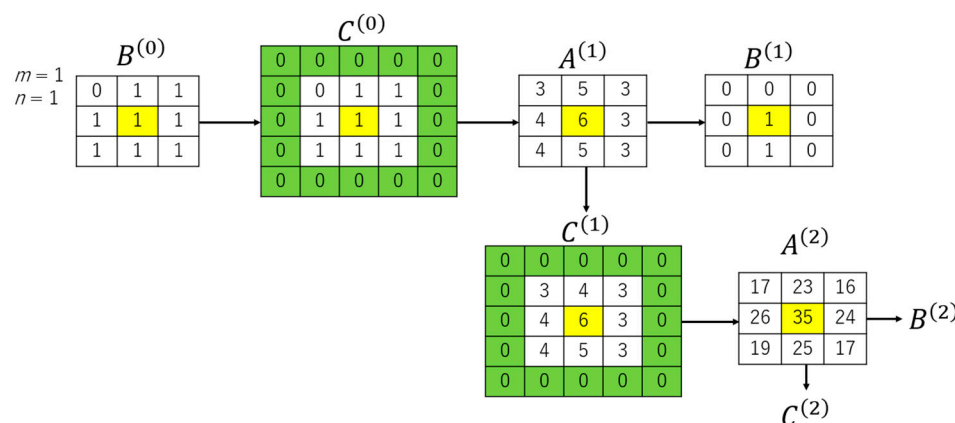 B^(0)
m = 1
n = 1
0 1 1
1 1 1
1 1 1
C^(0)
0 0 0 0 0
0 0 1 1 0
0 1 1 1 0
0 1 1 1 0
0 0 0 0 0
A^(1)
3 5 3
4 6 3
4 5 3
B^(1)
0 0 0
0 1 0
0 1 0
C^(1)
0 0 0 0 0
0 3 4 3 0
0 4 6 3 0
0 4 5 3 0
0 0 0 0 0
A^(2)
17 23 16
26 35 24
19 25 17
B^(2)
C^(2)